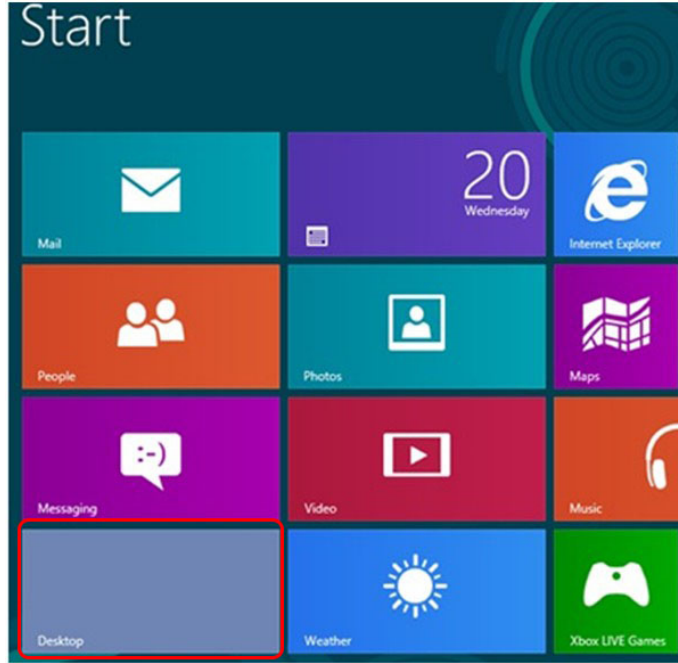 Start
20
Wednesday
Mail
Internet Explorer
People
Photos
Maps
:-)
Messaging
Video
Music
Desktop
Weather
Xbox LIVE Games